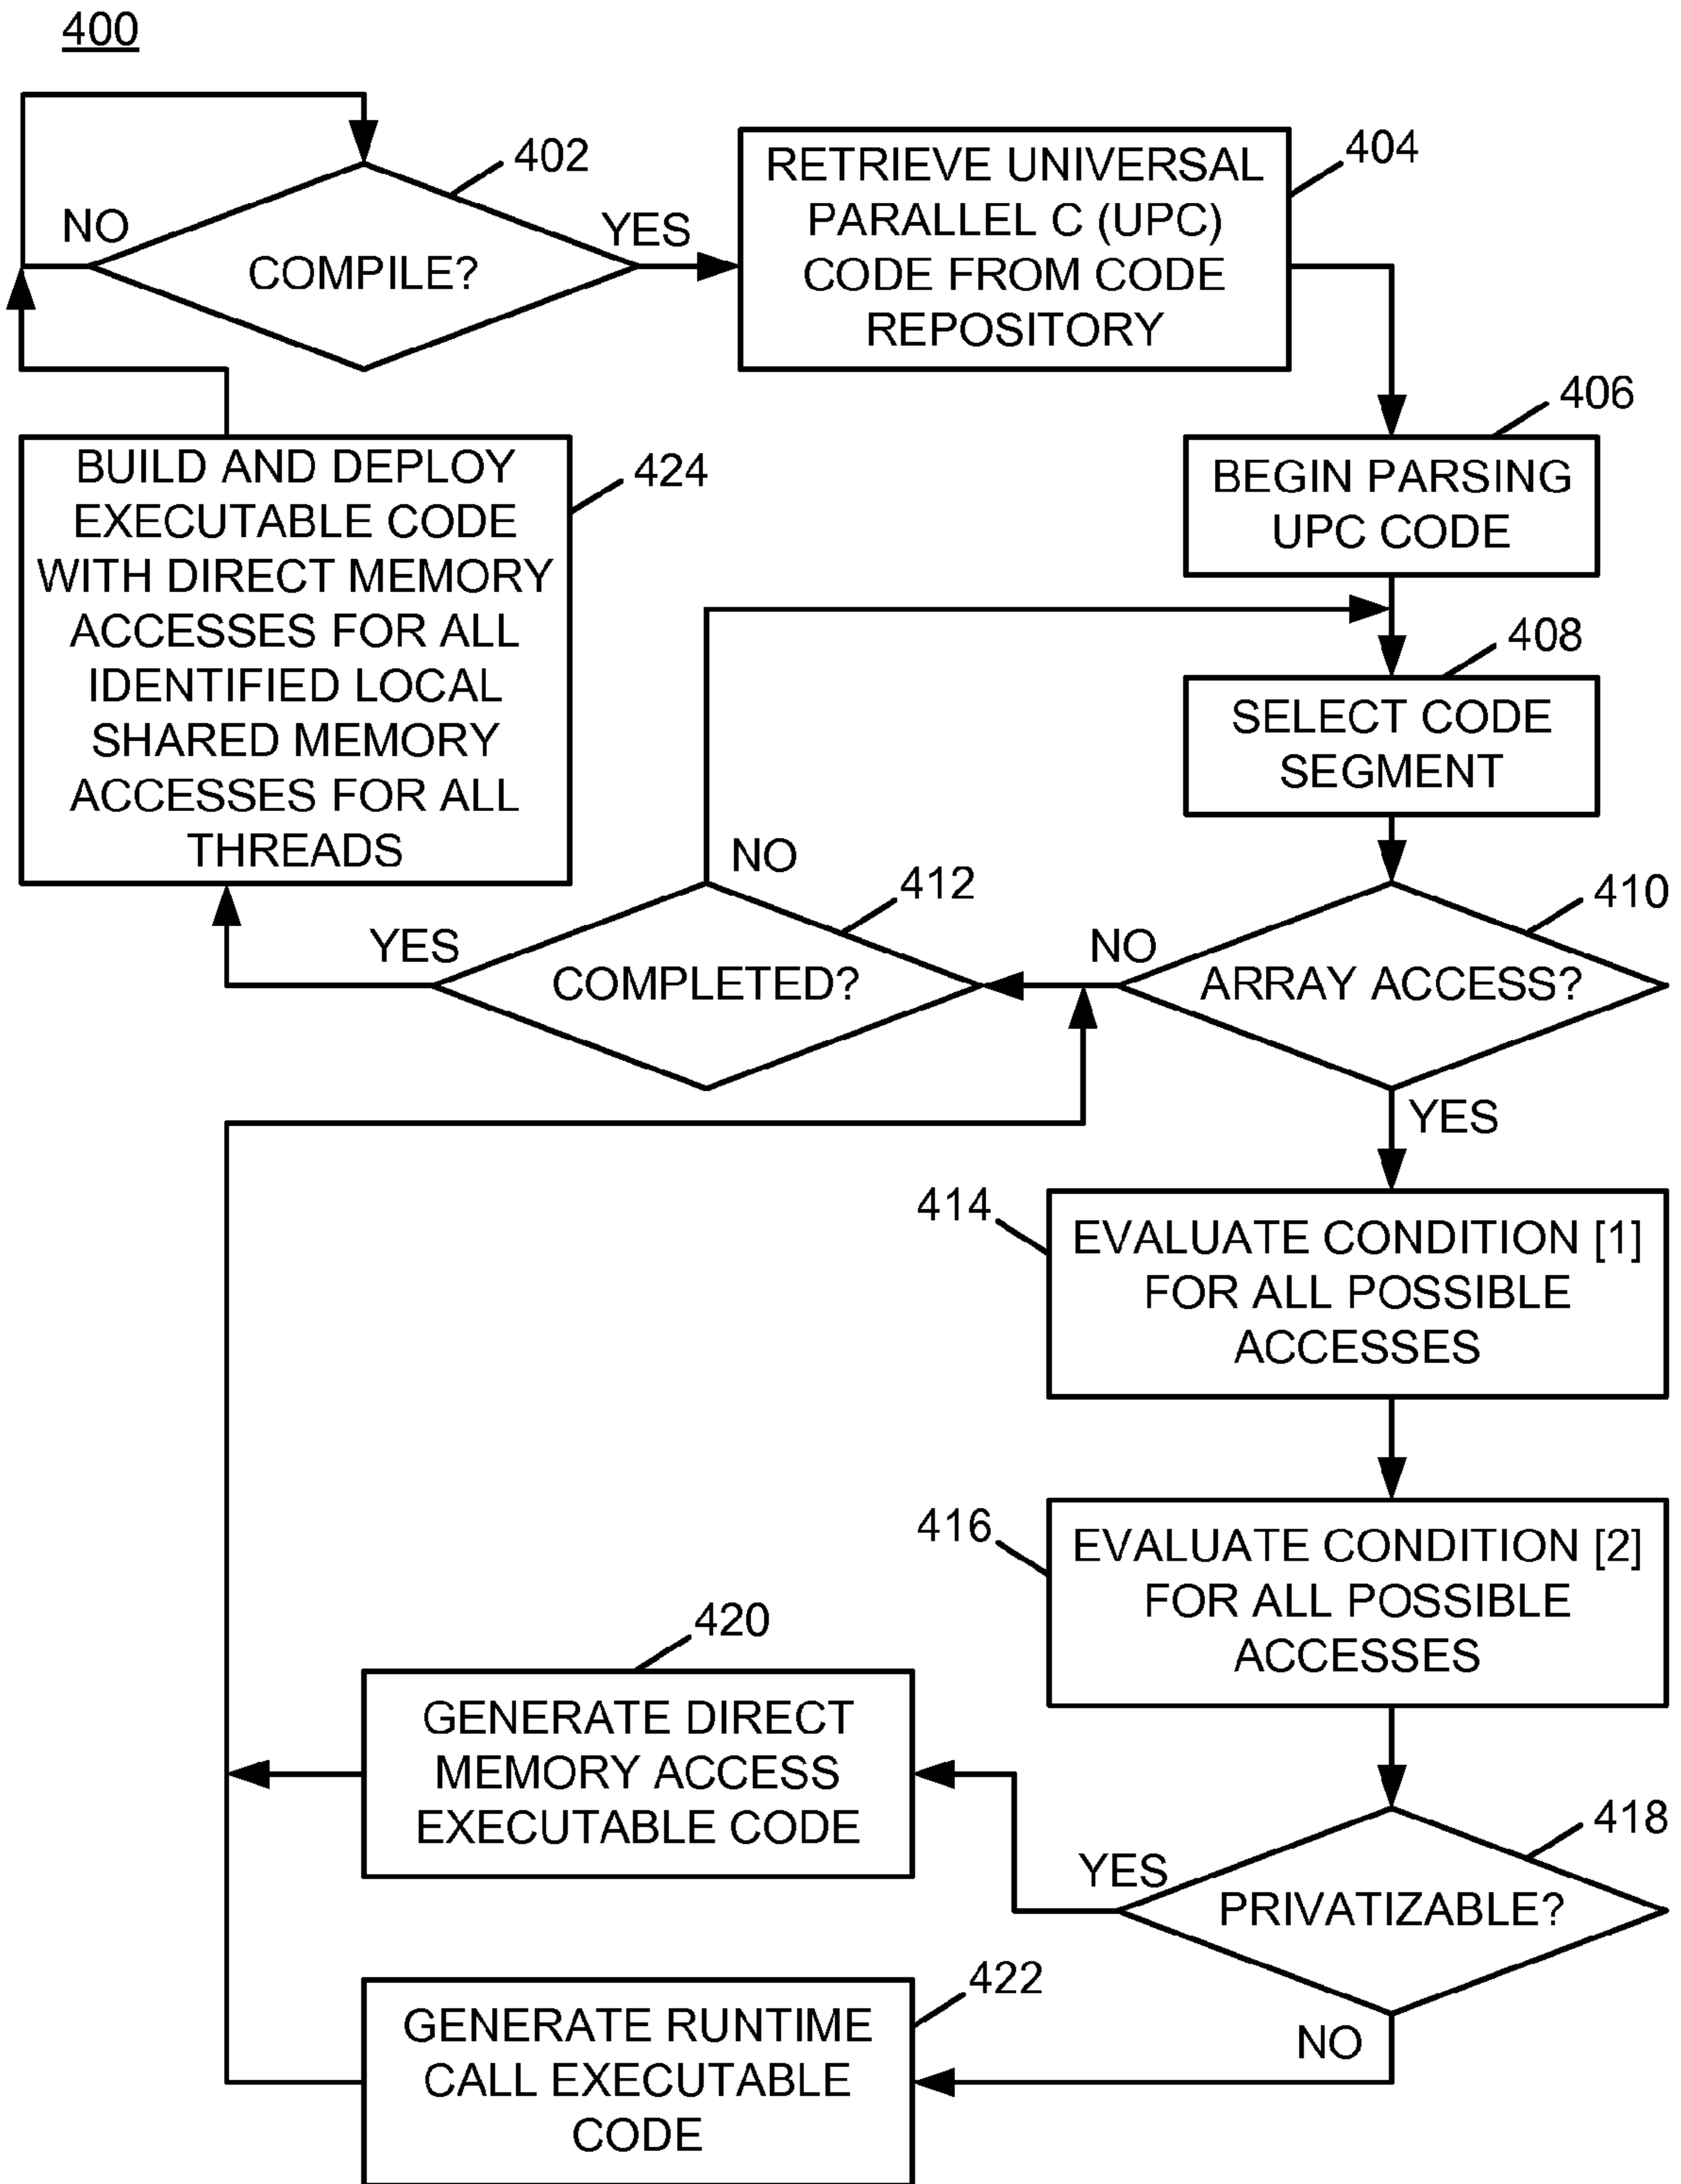 400
402
NO
YES
COMPILE?
RETRIEVE UNIVERSAL
PARALLEL C (UPC)
CODE FROM CODE
REPOSITORY
404
406
BEGIN PARSING
UPC CODE
BUILD AND DEPLOY
EXECUTABLE CODE
WITH DIRECT MEMORY
ACCESSES FOR ALL
IDENTIFIED LOCAL
SHARED MEMORY
ACCESSES FOR ALL
THREADS
424
408
SELECT CODE
SEGMENT
NO
412
YES
COMPLETED?
410
NO
ARRAY ACCESS?
YES
414
EVALUATE CONDITION [1]
FOR ALL POSSIBLE
ACCESSES
416
EVALUATE CONDITION [2]
FOR ALL POSSIBLE
ACCESSES
420
GENERATE DIRECT
MEMORY ACCESS
EXECUTABLE CODE
418
YES
PRIVATIZABLE?
NO
422
GENERATE RUNTIME
CALL EXECUTABLE
CODE